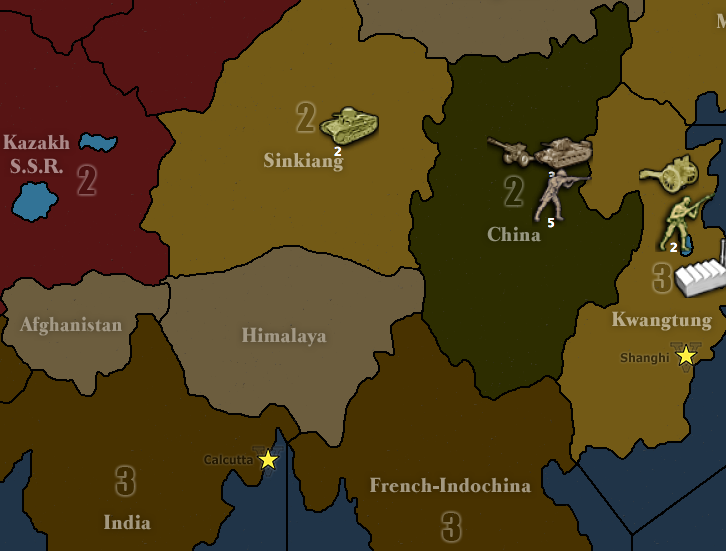 M
2
2
Sinkiang
Kazakh
S.S.R.
2
2
5
China
2
3
Afghanistan
Himalaya
Kwangtung
Shanghi
Calcutta
3
India
French-Indochina
3